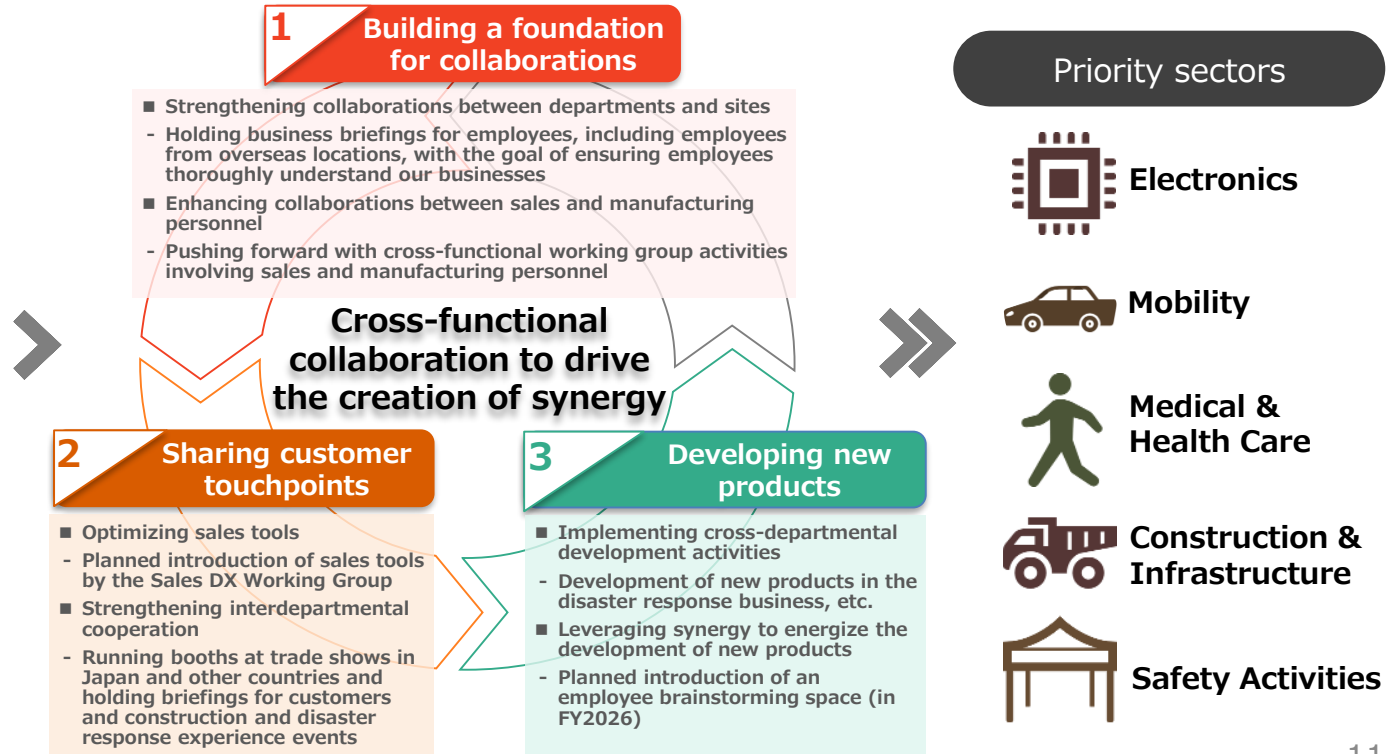 1
Building a foundation
for collaborations
■ Strengthening collaborations between departments and sites
- Holding business briefings for employees, including employees
from overseas locations, with the goal of ensuring employees
thoroughly understand our businesses
■ Enhancing collaborations between sales and manufacturing
personnel
- Pushing forward with cross-functional working group activities
involving sales and manufacturing personnel
Cross-functional
collaboration to drive
the creation of synergy
2
Sharing customer
touchpoints
■ Optimizing sales tools
- Planned introduction of sales tools
by the Sales DX Working Group
■ Strengthening interdepartmental
cooperation
- Running booths at trade shows in
Japan and other countries and
holding briefings for customers
and construction and disaster
response experience events
3
Developing new
products
■ Implementing cross-departmental
development activities
- Development of new products in the
disaster response business, etc.
■ Leveraging synergy to energize the
development of new products
- Planned introduction of an
employee brainstorming space (in
FY2026)
Priority sectors
Electronics
Mobility
Medical &
Health Care
Construction &
Infrastructure
Safety Activities
11